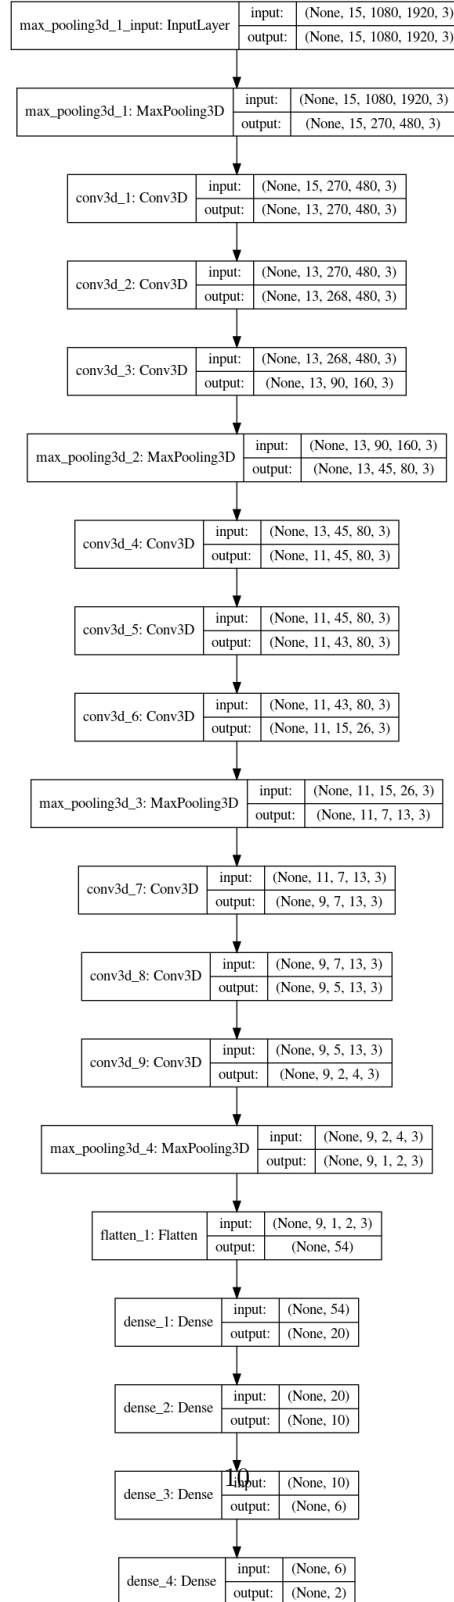 max_pooling3d_1_input: InputLayer input: (None, 15, 1080, 1920, 3)
output: (None, 15, 1080, 1920, 3)
max_pooling3d_1: MaxPooling3D input: (None, 15, 1080, 1920, 3)
output: (None, 15, 270, 480, 3)
conv3d_1: Conv3D input: (None, 15, 270, 480, 3)
output: (None, 13, 270, 480, 3)
conv3d_2: Conv3D input: (None, 13, 270, 480, 3)
output: (None, 13, 268, 480, 3)
conv3d_3: Conv3D input: (None, 13, 268, 480, 3)
output: (None, 13, 90, 160, 3)
max_pooling3d_2: MaxPooling3D input: (None, 13, 90, 160, 3)
output: (None, 13, 45, 80, 3)
conv3d_4: Conv3D input: (None, 13, 45, 80, 3)
output: (None, 11, 45, 80, 3)
conv3d_5: Conv3D input: (None, 11, 45, 80, 3)
output: (None, 11, 43, 80, 3)
conv3d_6: Conv3D input: (None, 11, 43, 80, 3)
output: (None, 11, 15, 26, 3)
max_pooling3d_3: MaxPooling3D input: (None, 11, 15, 26, 3)
output: (None, 11, 7, 13, 3)
conv3d_7: Conv3D input: (None, 11, 7, 13, 3)
output: (None, 9, 7, 13, 3)
conv3d_8: Conv3D input: (None, 9, 7, 13, 3)
output: (None, 9, 5, 13, 3)
conv3d_9: Conv3D input: (None, 9, 5, 13, 3)
output: (None, 9, 2, 4, 3)
max_pooling3d_4: MaxPooling3D input: (None, 9, 2, 4, 3)
output: (None, 9, 1, 2, 3)
flatten_1: Flatten input: (None, 9, 1, 2, 3)
output: (None, 54)
dense_1: Dense input: (None, 54)
output: (None, 20)
dense_2: Dense input: (None, 20)
output: (None, 10)
10
dense_3: Dense input: (None, 10)
output: (None, 6)
dense_4: Dense input: (None, 6)
output: (None, 2)